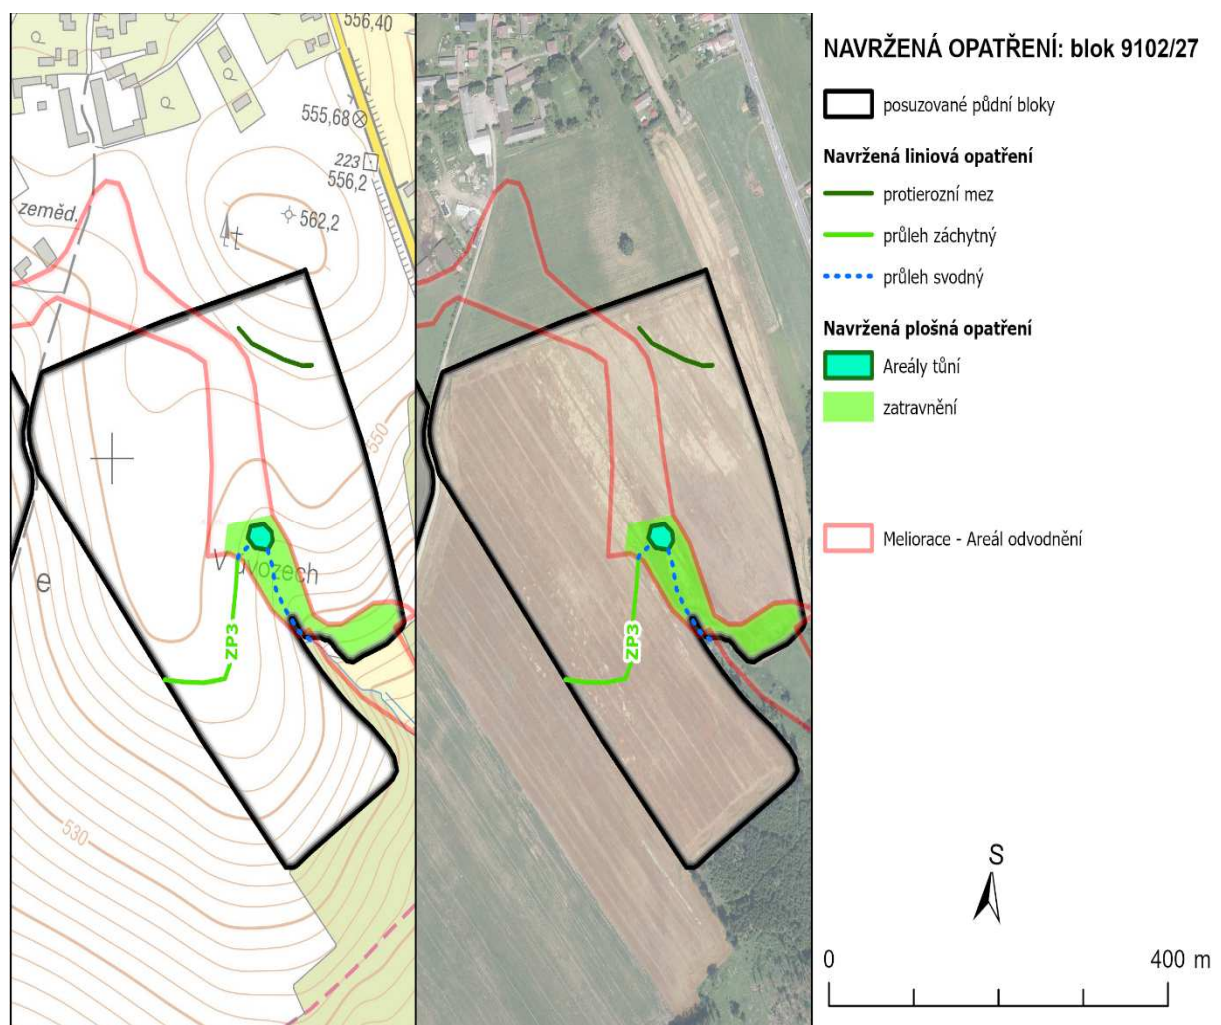 556,40
555,68
223
556,2
562,2
zeměd.
550
V úvozech
e
ZP3
530
ZP3
NAVRŽENÁ OPATŘENÍ: blok 9102/27
posuzované půdní bloky
Navržená liniová opatření
protierozní mez
průleh záchytný
průleh svodný
Navržená plošná opatření
Areály tůní
zatravnění
Meliorace - Areál odvodnění
S
0 400 m